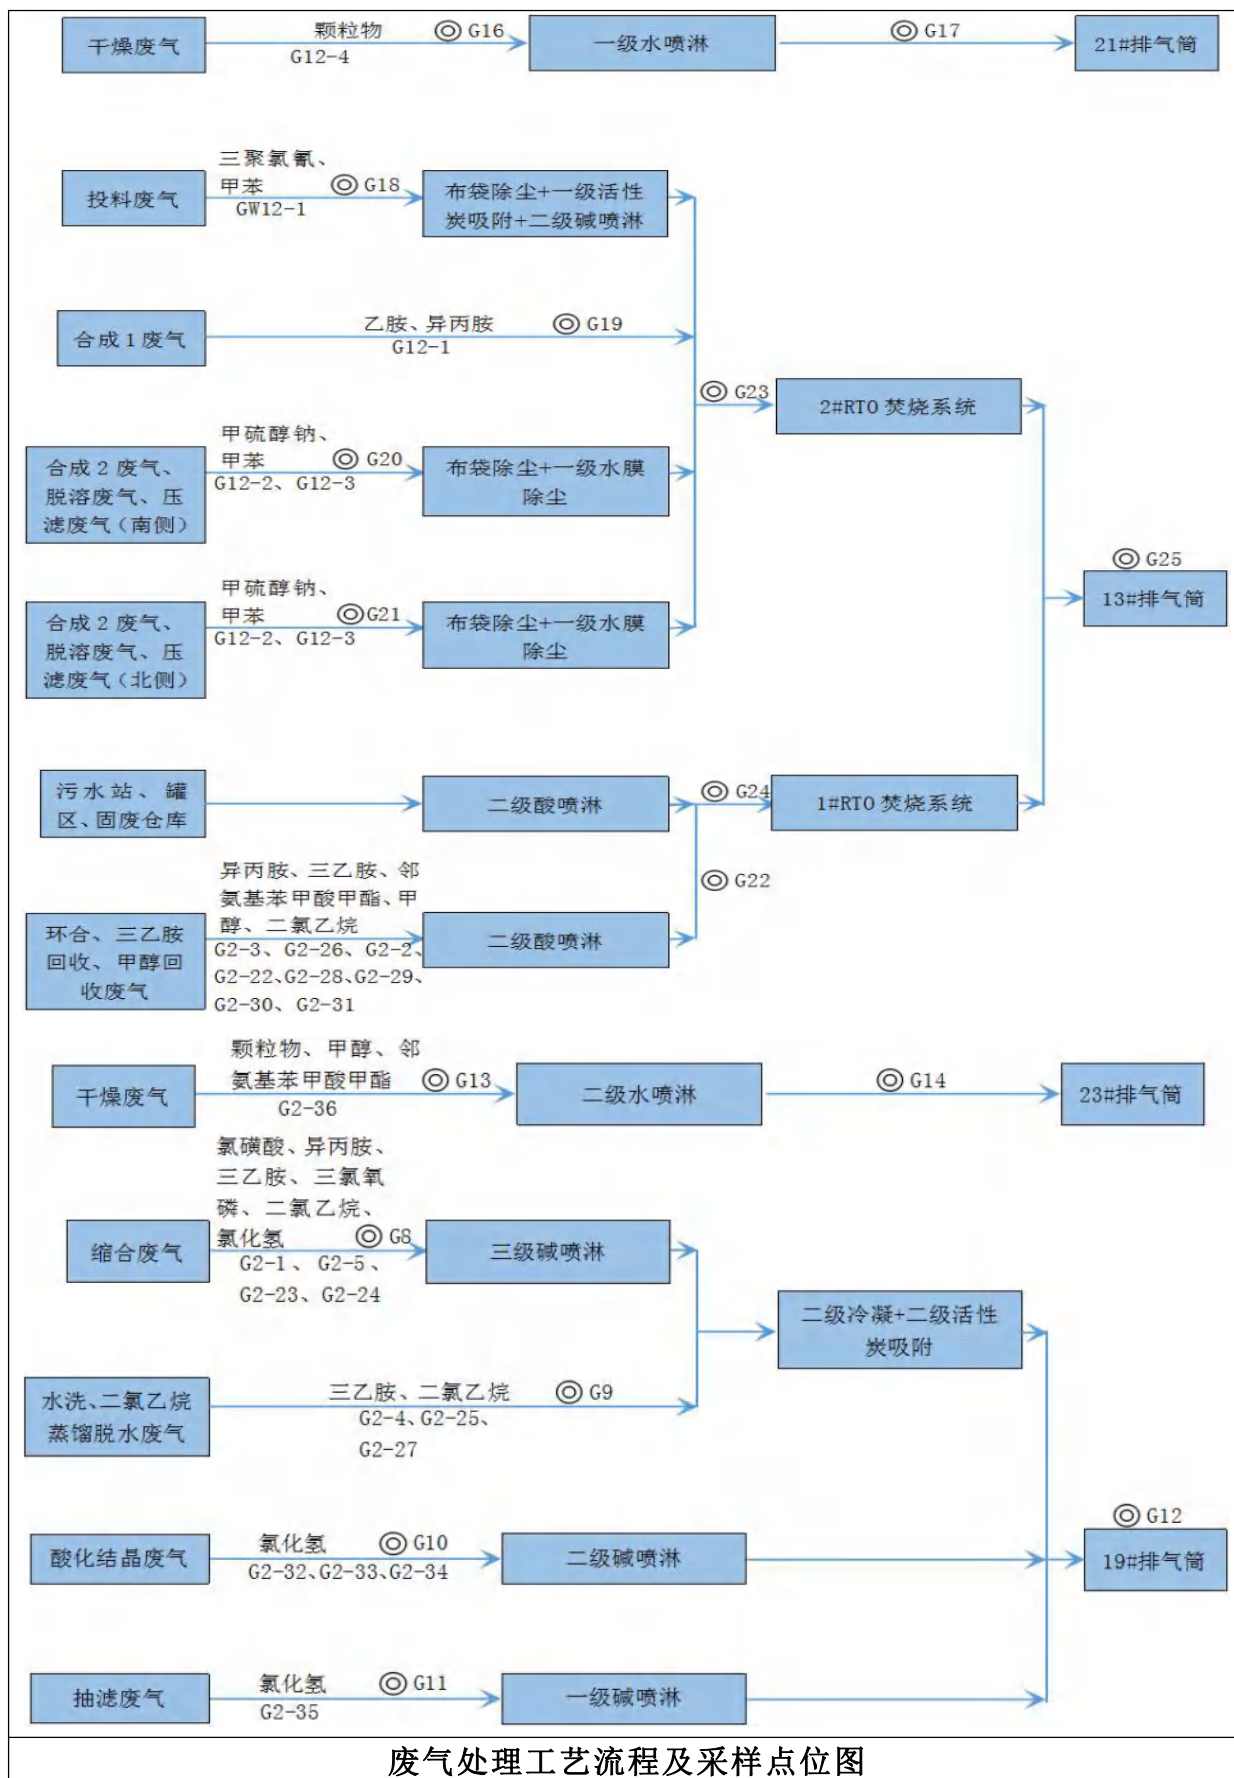 干燥废气
颗粒物
◎ G16
G12-4
一级水喷淋
◎ G17
21#排气筒
投料废气
三聚氯氰、
甲苯
◎ G18
GW12-1
布袋除尘+一级活性
炭吸附+二级碱喷淋
合成1废气
乙胺、异丙胺
◎ G19
G12-1
◎ G23
2#RTO 焚烧系统
合成2废气、
脱溶废气、压
滤废气（南侧）
甲硫醇钠、
甲苯
◎ G20
G12-2、G12-3
布袋除尘+一级水膜
除尘
合成2废气、
脱溶废气、压
滤废气（北侧）
甲硫醇钠、
甲苯
◎G21
G12-2、G12-3
布袋除尘+一级水膜
除尘
◎ G25
13#排气筒
污水站、罐
区、固废仓库
二级酸喷淋
◎ G24
1#RTO 焚烧系统
◎ G22
环合、三乙胺
回收、甲醇回
收废气
异丙胺、三乙胺、邻
氨基苯甲酸甲酯、甲
醇、二氯乙烷
G2-3、G2-26、G2-2、
G2-22、G2-28、G2-29、
G2-30、G2-31
二级酸喷淋
干燥废气
颗粒物、甲醇、邻
氨基苯甲酸甲酯
◎ G13
G2-36
二级水喷淋
◎ G14
23#排气筒
缩合废气
氯磺酸、异丙胺、
三乙胺、三氯氧
磷、二氯乙烷、
氯化氢
◎ G8
G2-1、G2-5、
G2-23、G2-24
三级碱喷淋
二级冷凝+二级活性
炭吸附
水洗、二氯乙烷
蒸馏脱水废气
三乙胺、二氯乙烷
◎ G9
G2-4、G2-25、
G2-27
酸化结晶废气
氯化氢
◎ G10
G2-32、G2-33、G2-34
二级碱喷淋
◎ G12
19#排气筒
抽滤废气
氯化氢
◎ G11
G2-35
一级碱喷淋
废气处理工艺流程及采样点位图